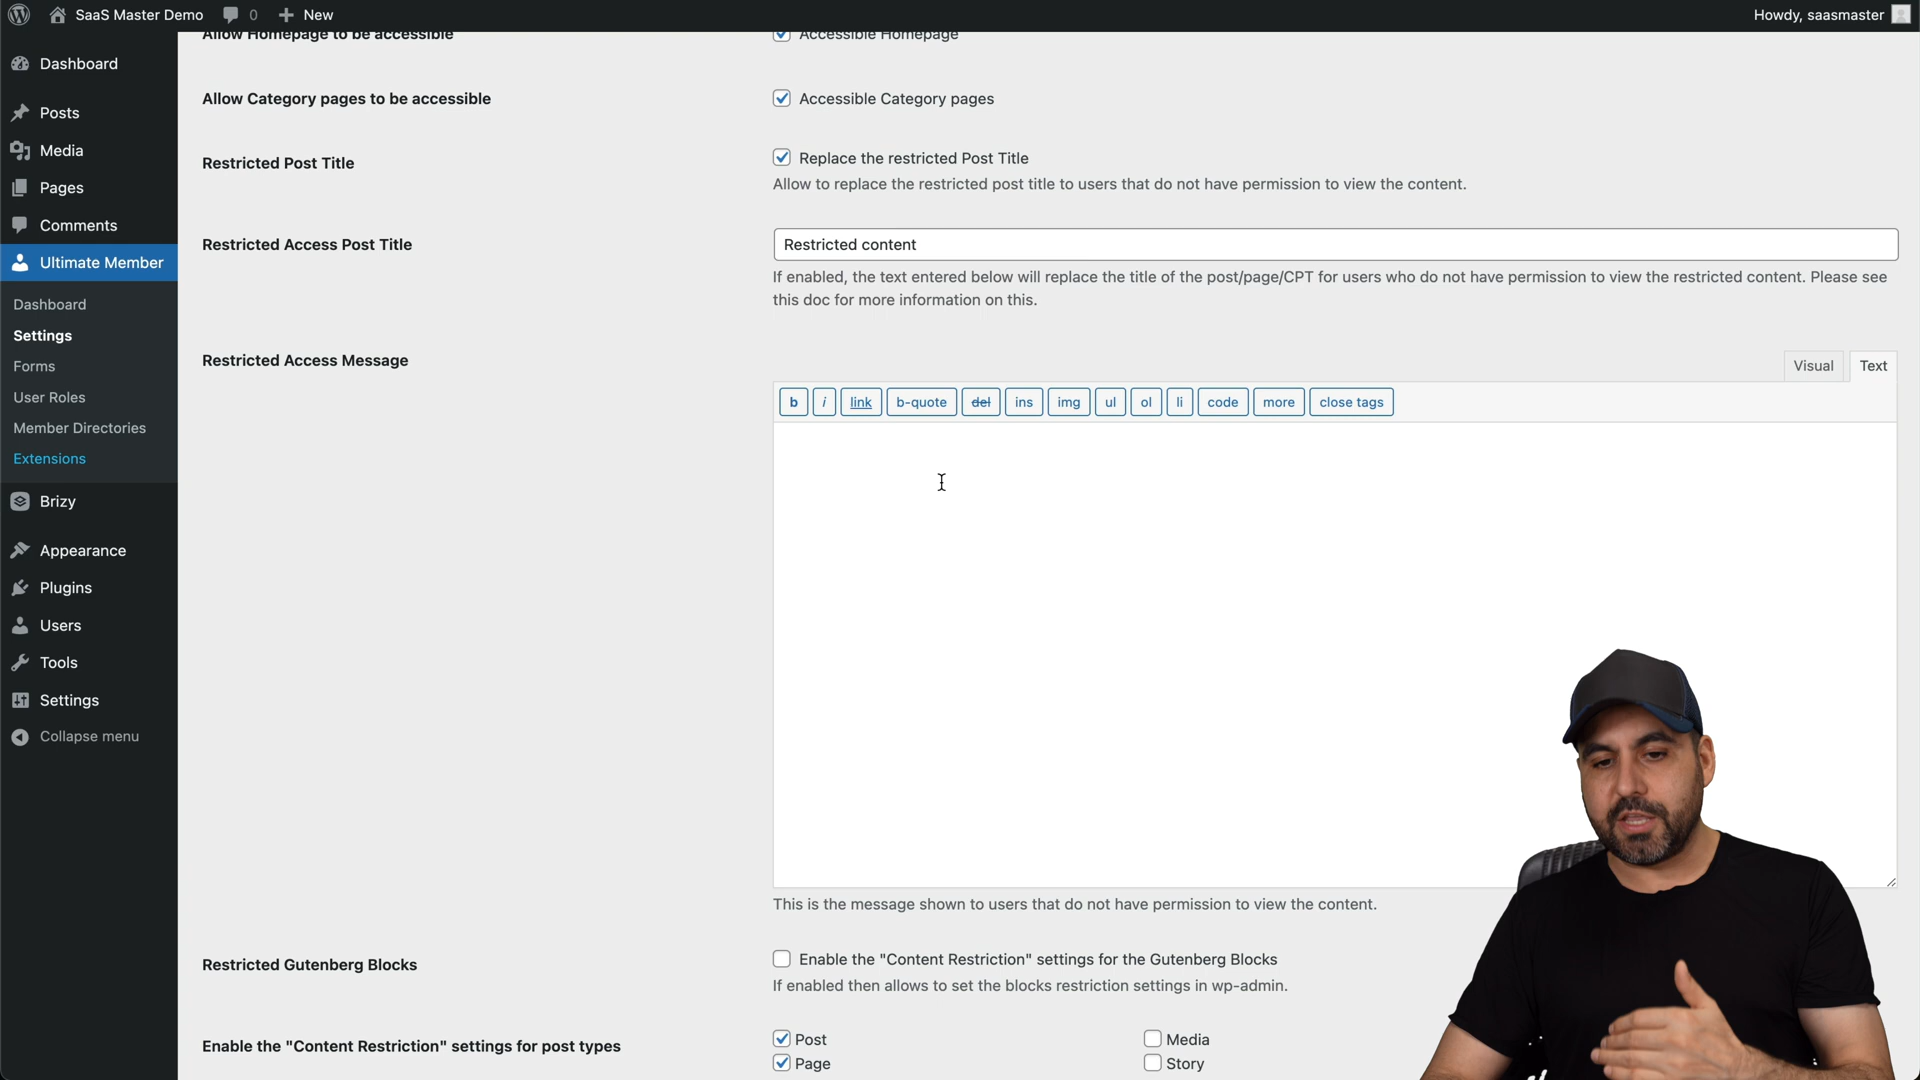 SaaS Master Demo 0 New Howdy, saasmaster
Dashboard
Posts
Media
Pages
Comments
Ultimate Member
Dashboard
Settings
Forms
User Roles
Member Directories
Extensions
Brizy
Appearance
Plugins
Users
Tools
Settings
Collapse menu
Allow Homepage to be accessible Accessible Homepage
Allow Category pages to be accessible Accessible Category pages
Restricted Post Title Replace the restricted Post Title
Allow to replace the restricted post title to users that do not have permission to view the content.
Restricted Access Post Title Restricted content
If enabled, the text entered below will replace the title of the post/page/CPT for users who do not have permission to view the restricted content. Please see
this doc for more information on this.
Restricted Access Message Visual Text
b i link b-quote del ins img ul ol li code more close tags
This is the message shown to users that do not have permission to view the content.
Restricted Gutenberg Blocks Enable the "Content Restriction" settings for the Gutenberg Blocks
If enabled then allows to set the blocks restriction settings in wp-admin.
Enable the "Content Restriction" settings for post types Post Media
Page Story